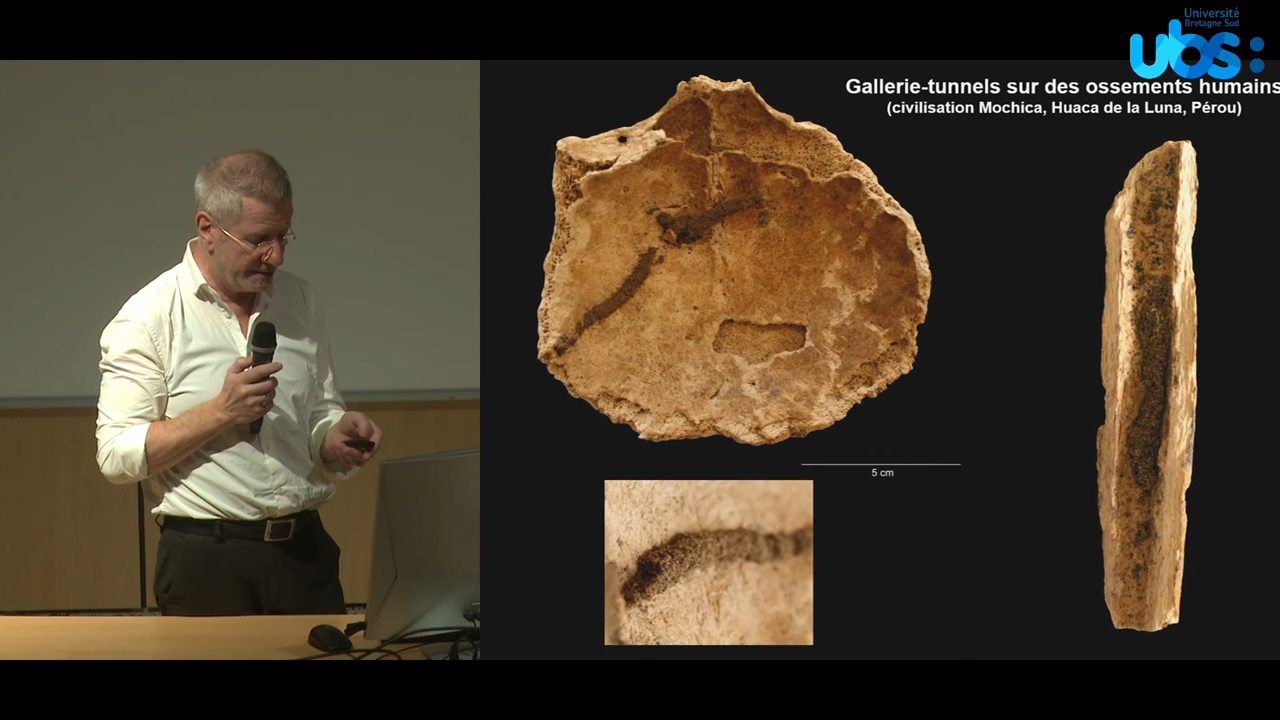 Université
Bretagne Sud
ubs:
Gallerie-tunnels sur des ossements humains
(civilisation Mochica, Huaca de la Luna, Pérou)
5 cm